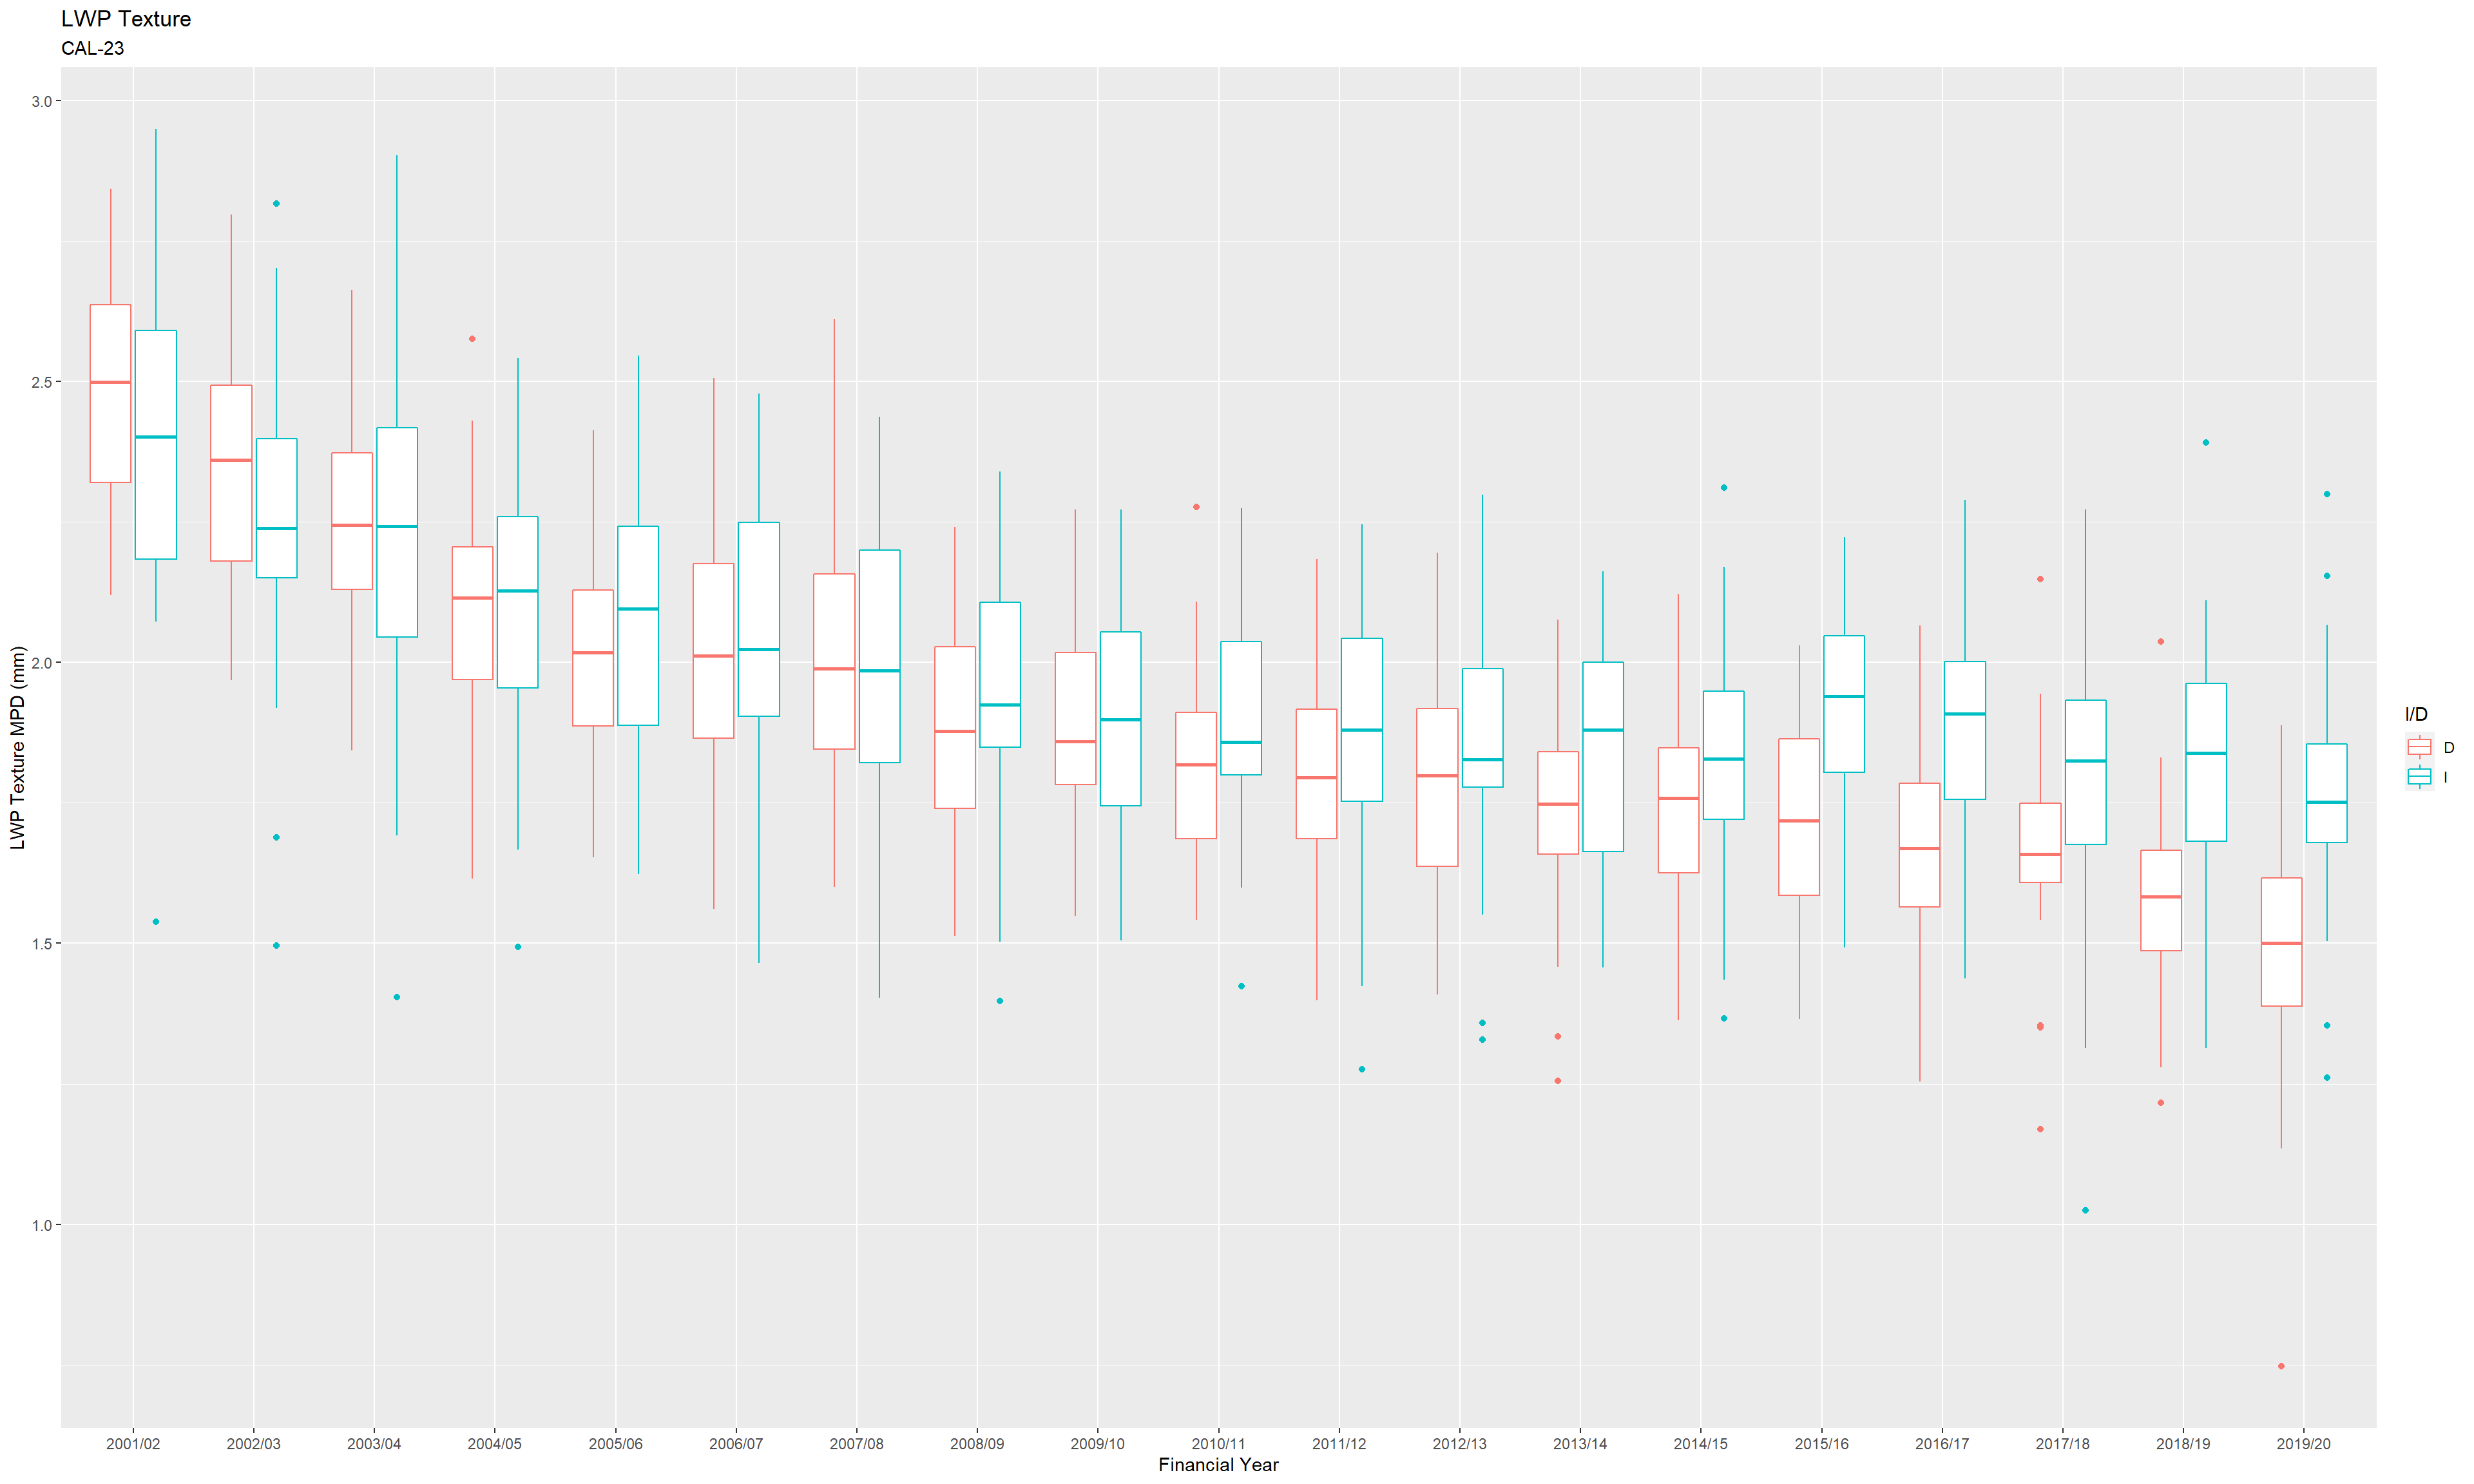 LWP Texture
CAL-23
3.0
2.5
2.0
1.5
1.0
LWP Texture MPD (mm)
2001/02 2002/03 2003/04 2004/05 2005/06 2006/07 2007/08 2008/09 2009/10 2010/11 2011/12 2012/13 2013/14 2014/15 2015/16 2016/17 2017/18 2018/19 2019/20
Financial Year
I/D
D
I